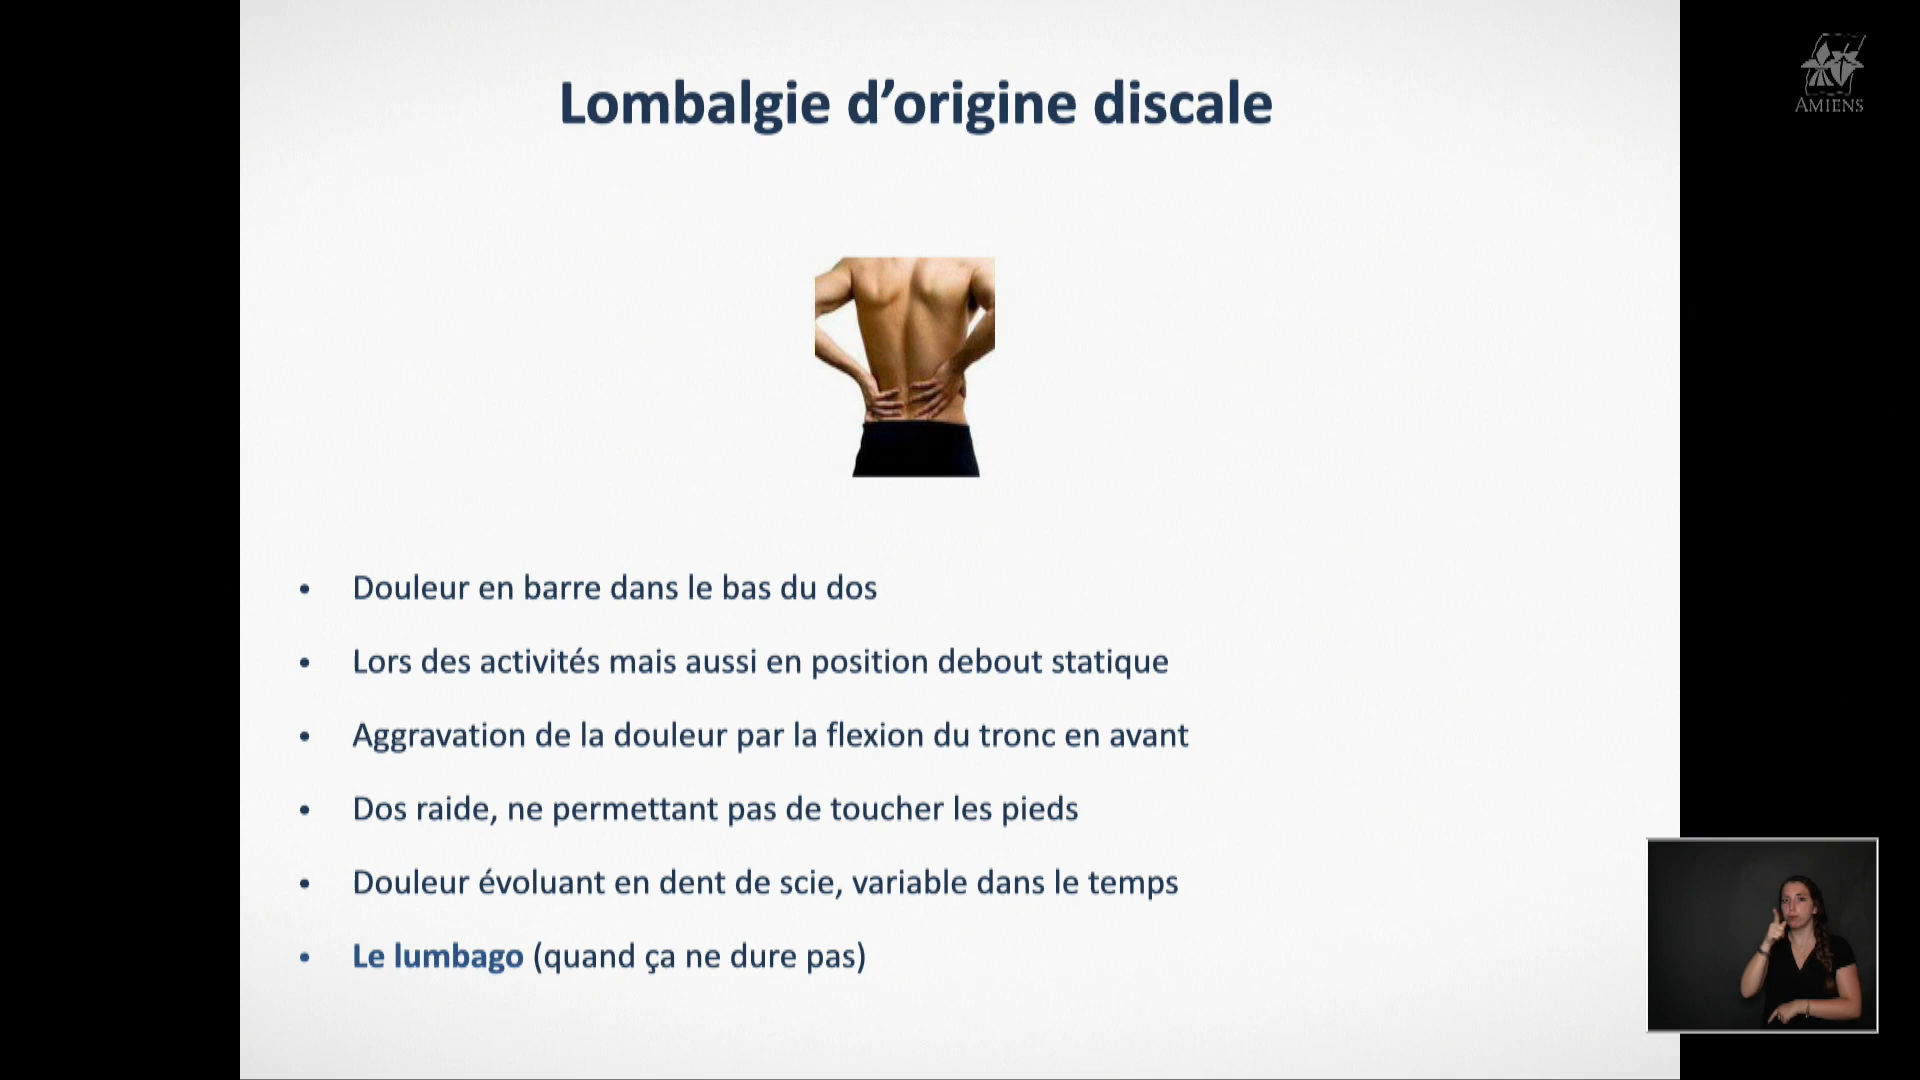 Lombalgie d’origine discale
AMIENS
• Douleur en barre dans le bas du dos
• Lors des activités mais aussi en position debout statique
• Aggravation de la douleur par la flexion du tronc en avant
• Dos raide, ne permettant pas de toucher les pieds
• Douleur évoluant en dent de scie, variable dans le temps
• Le lumbago (quand ça ne dure pas)